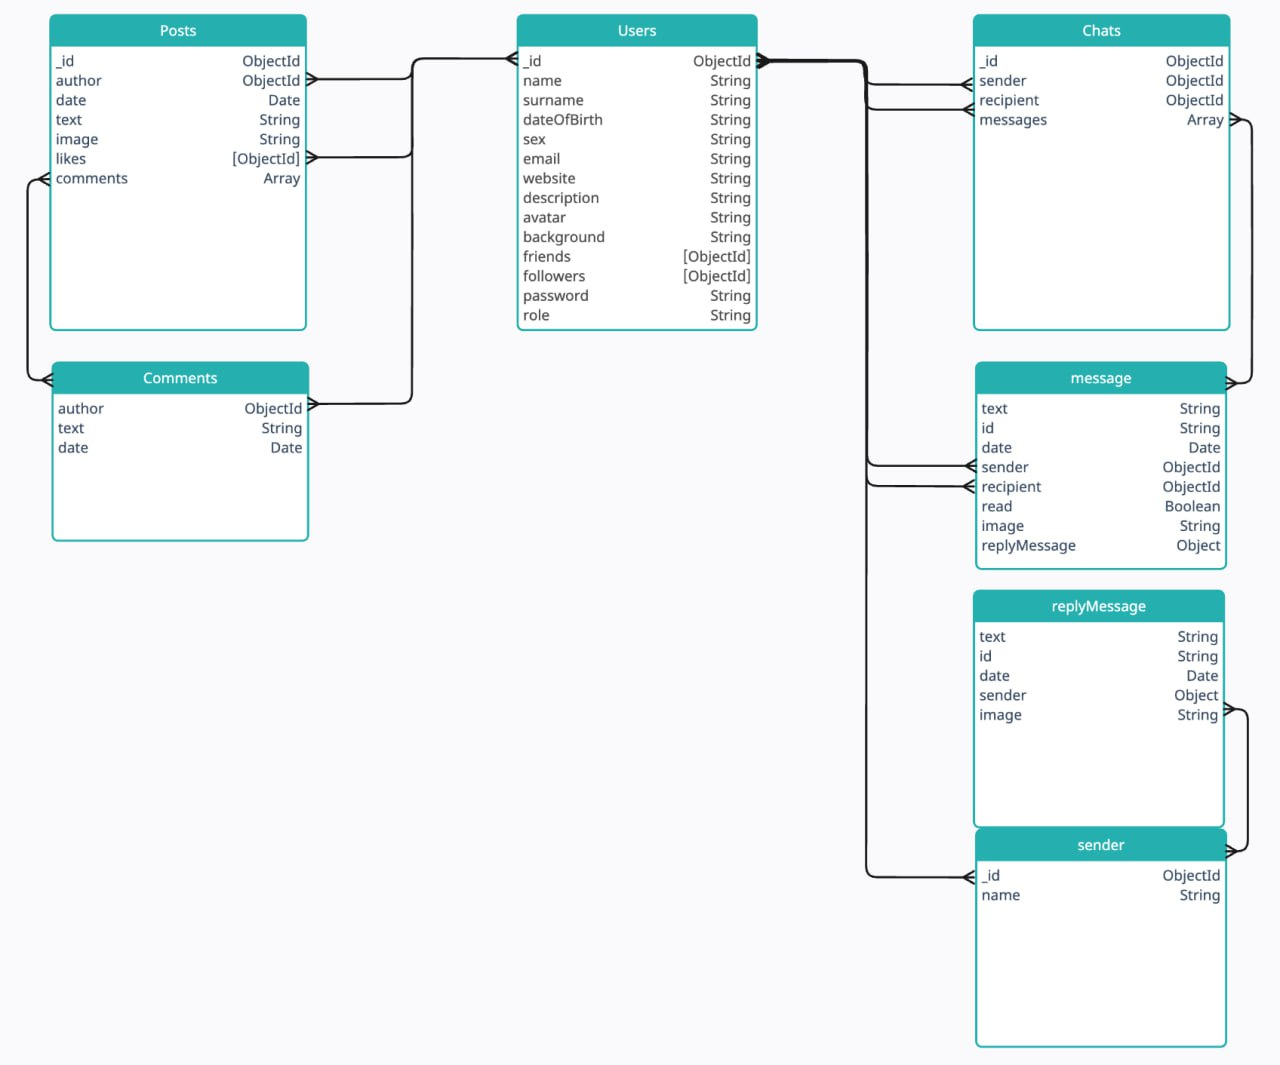 Posts
_id ObjectId
author ObjectId
date Date
text String
image String
likes [ObjectId]
comments Array
Users
_id ObjectId
name String
surname String
dateOfBirth String
sex String
email String
website String
description String
avatar String
background String
friends [ObjectId]
followers [ObjectId]
password String
role String
Chats
_id ObjectId
sender ObjectId
recipient ObjectId
messages Array
Comments
author ObjectId
text String
date Date
message
text String
id String
date Date
sender ObjectId
recipient ObjectId
read Boolean
image String
replyMessage Object
replyMessage
text String
id String
date Date
sender Object
image String
sender
_id ObjectId
name String